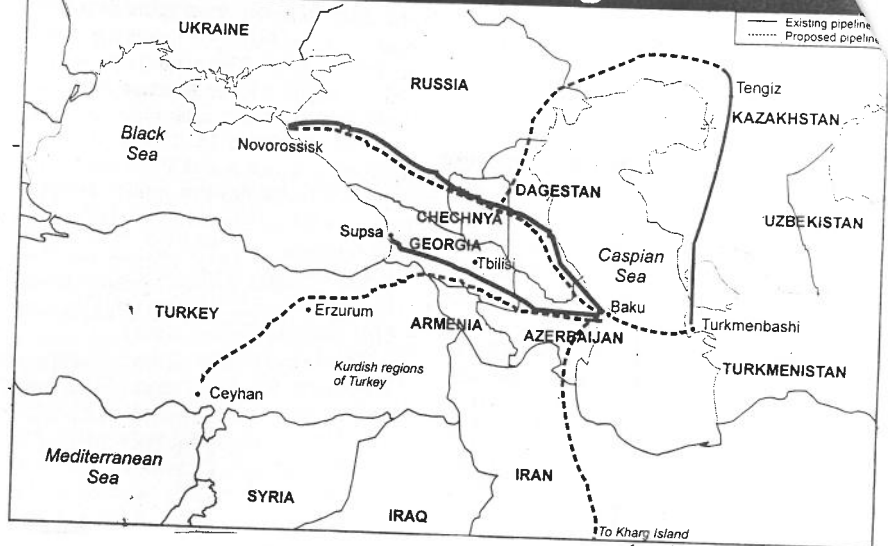 Existing pipeline
Proposed pipeline
UKRAINE
RUSSIA
Tengiz
KAZAKHSTAN
Black
Sea
Novorossisk
DAGESTAN
CHECHNYA
UZBEKISTAN
Supsa
GEORGIA
Tbilisi
Caspian
Sea
Baku
TURKEY
Erzurum
ARMENIA
AZERBAIJAN
Turkmenbashi
Kurdish regions
of Turkey
TURKMENISTAN
Ceyhan
Mediterranean
Sea
IRAN
SYRIA
IRAQ
To Kharg Island